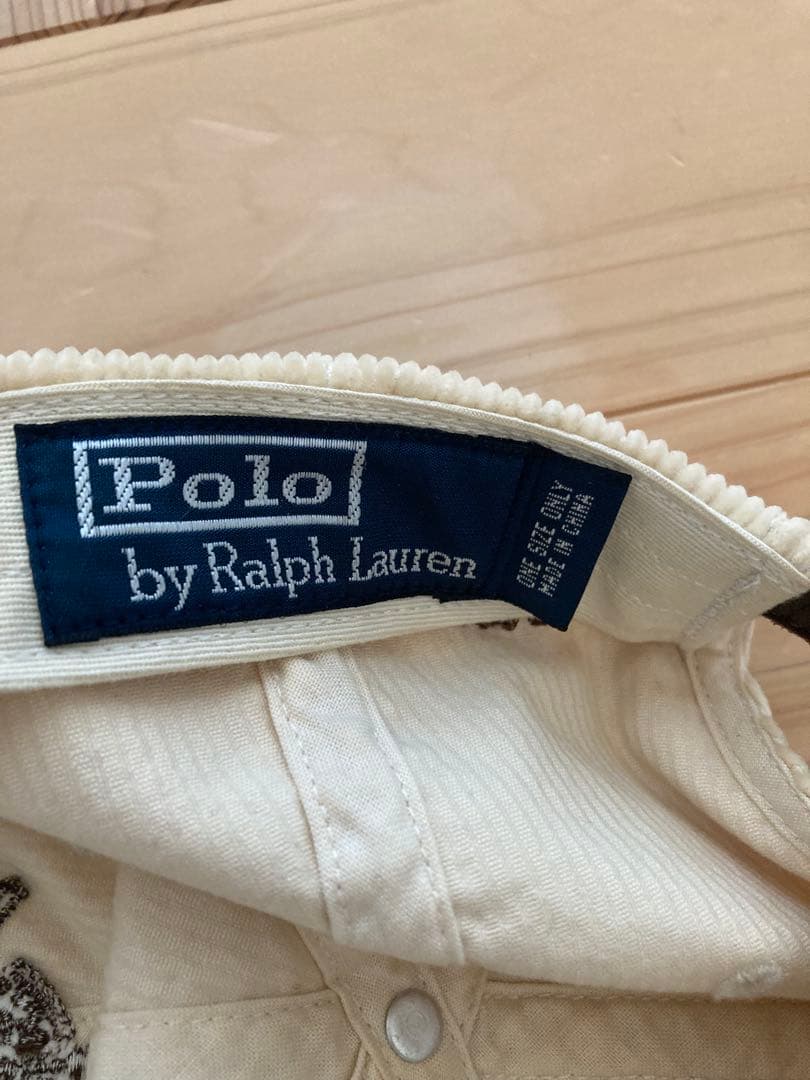 Polo
by Ralph Lauren
ONE SIZE ONLY
MADE IN CHINA